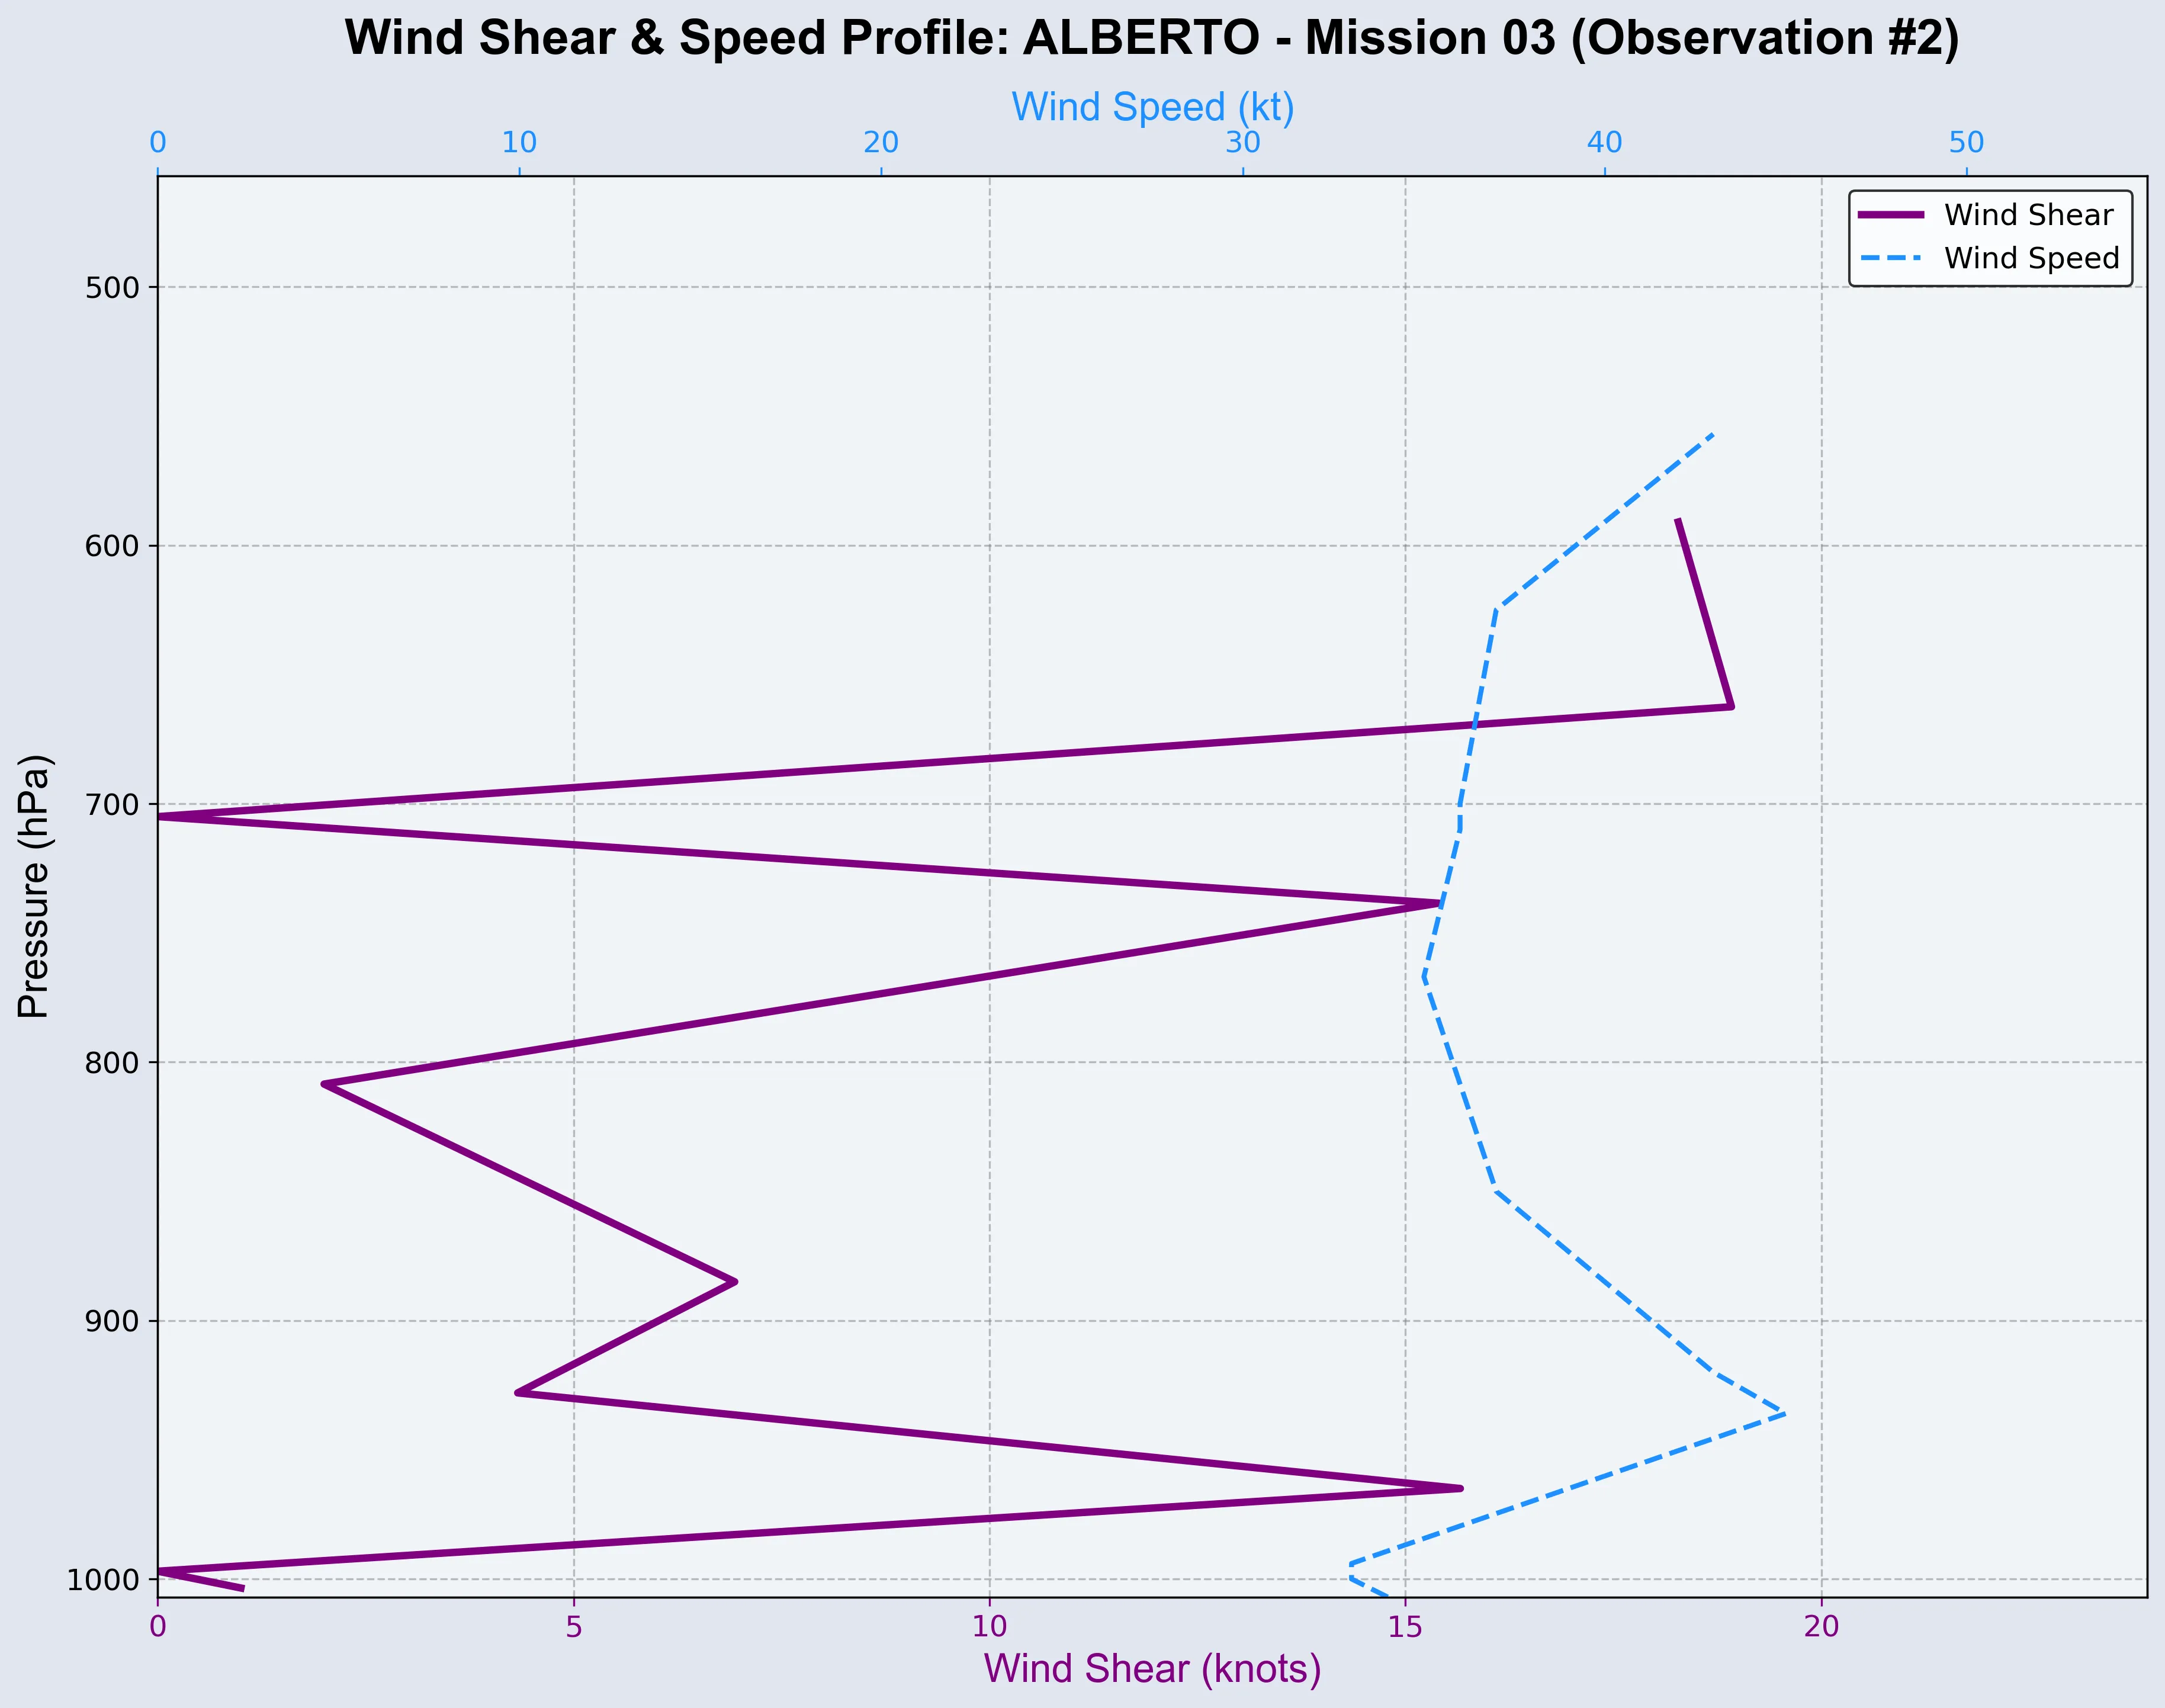 Wind Shear & Speed Profile: ALBERTO - Mission 03 (Observation #2)
Wind Speed (kt)
0 10 20 30 40 50
Wind Shear
Wind Speed
500
600
700
800
900
1000
Pressure (hPa)
0 5 10 15 20
Wind Shear (knots)